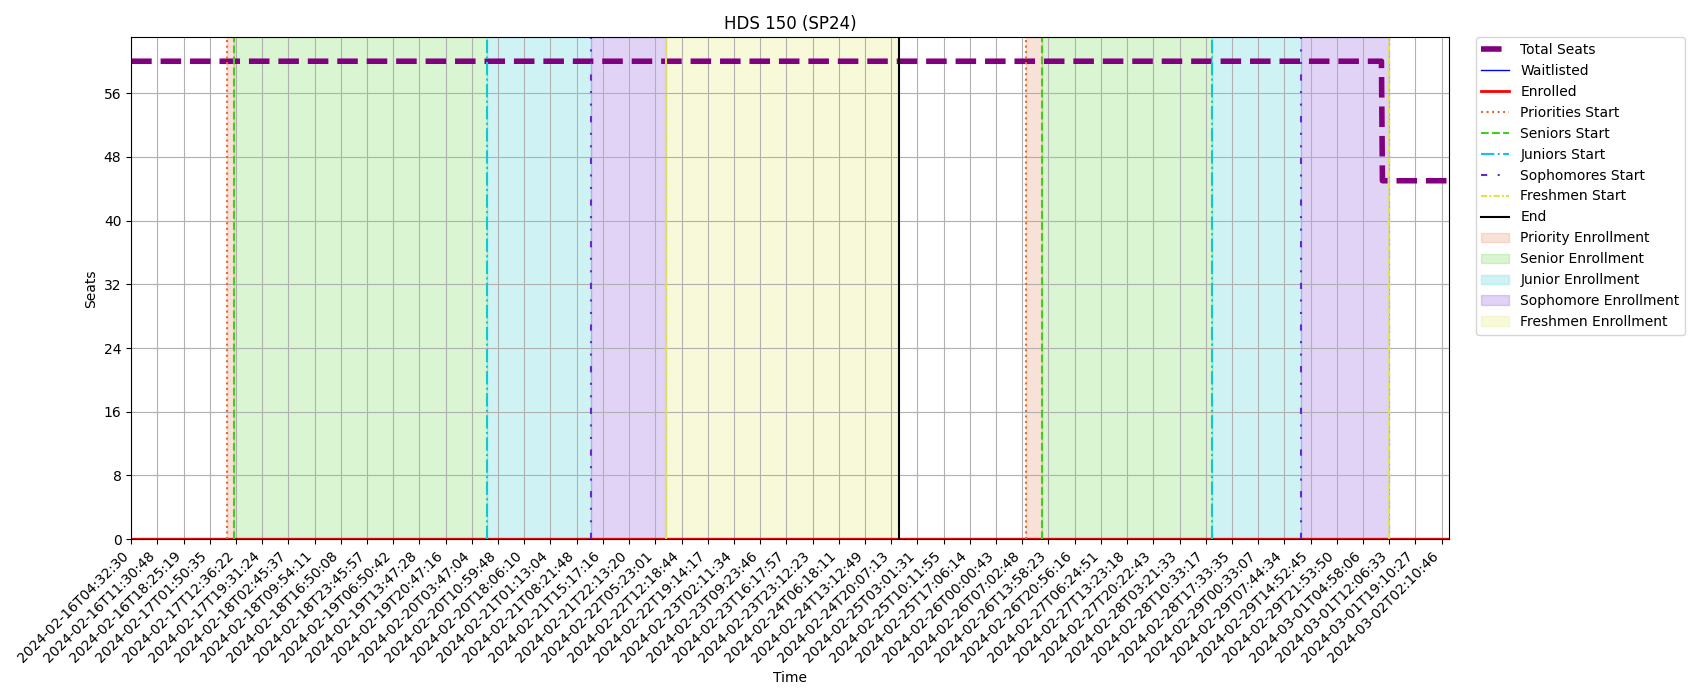 HDS 150 (SP24)
Seats
56
48
40
32
24
16
8
0
2024-02-16T04:32:30
2024-02-16T11:30:48
2024-02-16T18:25:19
2024-02-17T01:50:35
2024-02-17T12:36:22
2024-02-17T19:31:24
2024-02-18T02:45:37
2024-02-18T09:54:11
2024-02-18T16:50:08
2024-02-18T23:45:57
2024-02-19T06:50:42
2024-02-19T13:47:28
2024-02-19T20:47:16
2024-02-20T03:47:04
2024-02-20T10:59:48
2024-02-20T18:06:10
2024-02-21T01:13:04
2024-02-21T08:21:48
2024-02-21T15:17:16
2024-02-21T22:13:20
2024-02-22T05:23:01
2024-02-22T12:18:44
2024-02-22T19:14:17
2024-02-23T02:11:34
2024-02-23T09:23:46
2024-02-23T16:17:57
2024-02-23T23:12:23
2024-02-24T06:18:11
2024-02-24T13:12:49
2024-02-24T20:07:13
2024-02-25T03:01:31
2024-02-25T10:11:55
2024-02-25T17:06:14
2024-02-26T00:00:43
2024-02-26T07:02:48
2024-02-26T13:58:23
2024-02-26T20:56:16
2024-02-27T06:24:51
2024-02-27T13:23:18
2024-02-27T20:22:43
2024-02-28T03:21:33
2024-02-28T10:33:17
2024-02-28T17:33:35
2024-02-29T00:33:07
2024-02-29T07:44:34
2024-02-29T14:52:45
2024-02-29T21:53:50
2024-03-01T04:58:06
2024-03-01T12:06:33
2024-03-01T19:10:27
2024-03-02T02:10:46
Time
Total Seats
Waitlisted
Enrolled
Priorities Start
Seniors Start
Juniors Start
Sophomores Start
Freshmen Start
End
Priority Enrollment
Senior Enrollment
Junior Enrollment
Sophomore Enrollment
Freshmen Enrollment